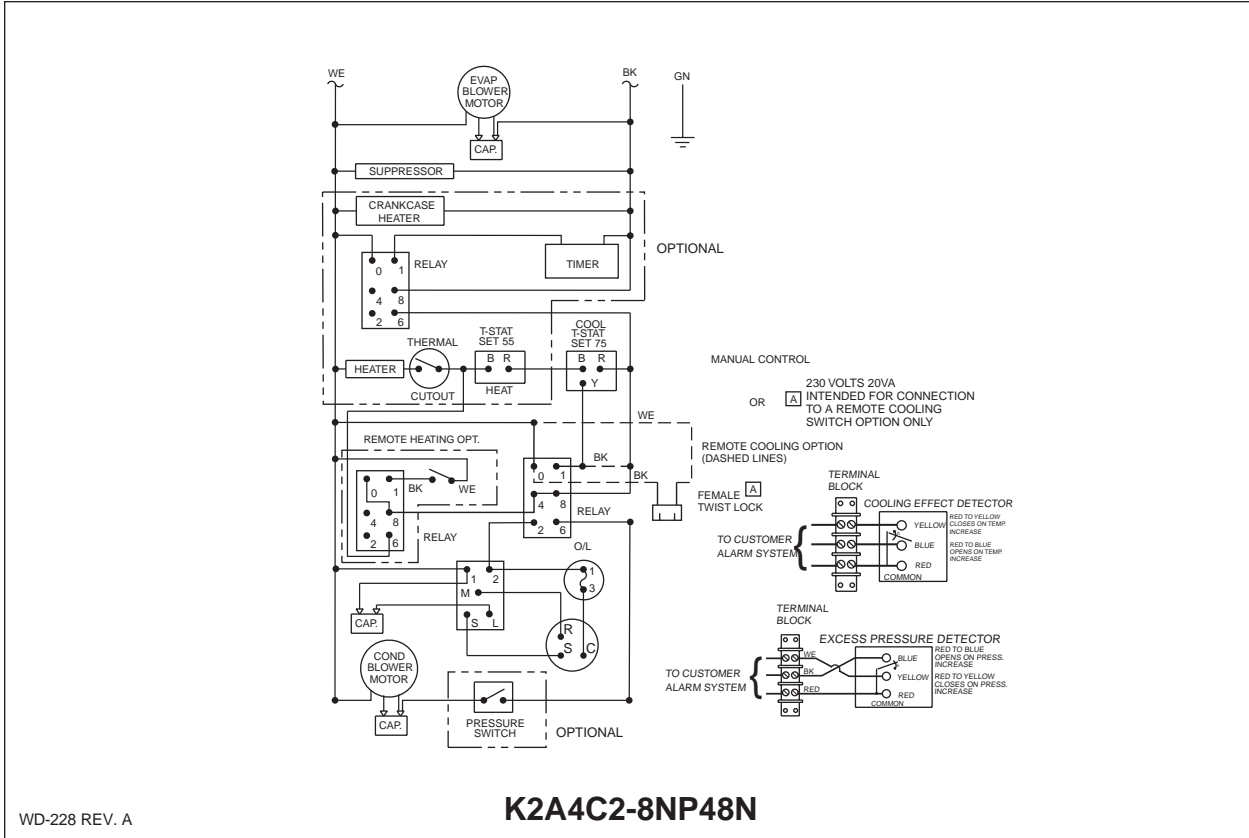 WE
BK
GN
EVAP
BLOWER
MOTOR
CAP.
SUPPRESSOR
CRANKCASE
HEATER
OPTIONAL
0 1
4 8
2 6
RELAY
TIMER
THERMAL
CUTOUT
HEATER
T-STAT
SET 55
B R
HEAT
COOL
T-STAT
SET 75
B R
Y
MANUAL CONTROL
OR
A
230 VOLTS 20VA
INTENDED FOR CONNECTION
TO A REMOTE COOLING
SWITCH OPTION ONLY
WE
REMOTE HEATING OPT.
REMOTE COOLING OPTION
(DASHED LINES)
BK
BK
0 1
4 8
2 6
BK
WE
RELAY
0 1
4 8
2 6
RELAY
FEMALE A
TWIST LOCK
TERMINAL
BLOCK
COOLING EFFECT DETECTOR
TO CUSTOMER
ALARM SYSTEM
YELLOW
BLUE
RED
COMMON
RED TO YELLOW
CLOSES ON TEMP.
INCREASE
RED TO BLUE
OPENS ON TEMP.
INCREASE
O/L
1
3
1 2
M
S L
CAP.
R
S C
COND
BLOWER
MOTOR
CAP.
PRESSURE
SWITCH
OPTIONAL
TERMINAL
BLOCK
EXCESS PRESSURE DETECTOR
TO CUSTOMER
ALARM SYSTEM
WE
BK
RED
BLUE
YELLOW
RED
COMMON
RED TO BLUE
OPENS ON PRESS.
INCREASE
RED TO YELLOW
CLOSES ON PRESS.
INCREASE
WD-228 REV. A
K2A4C2-8NP48N